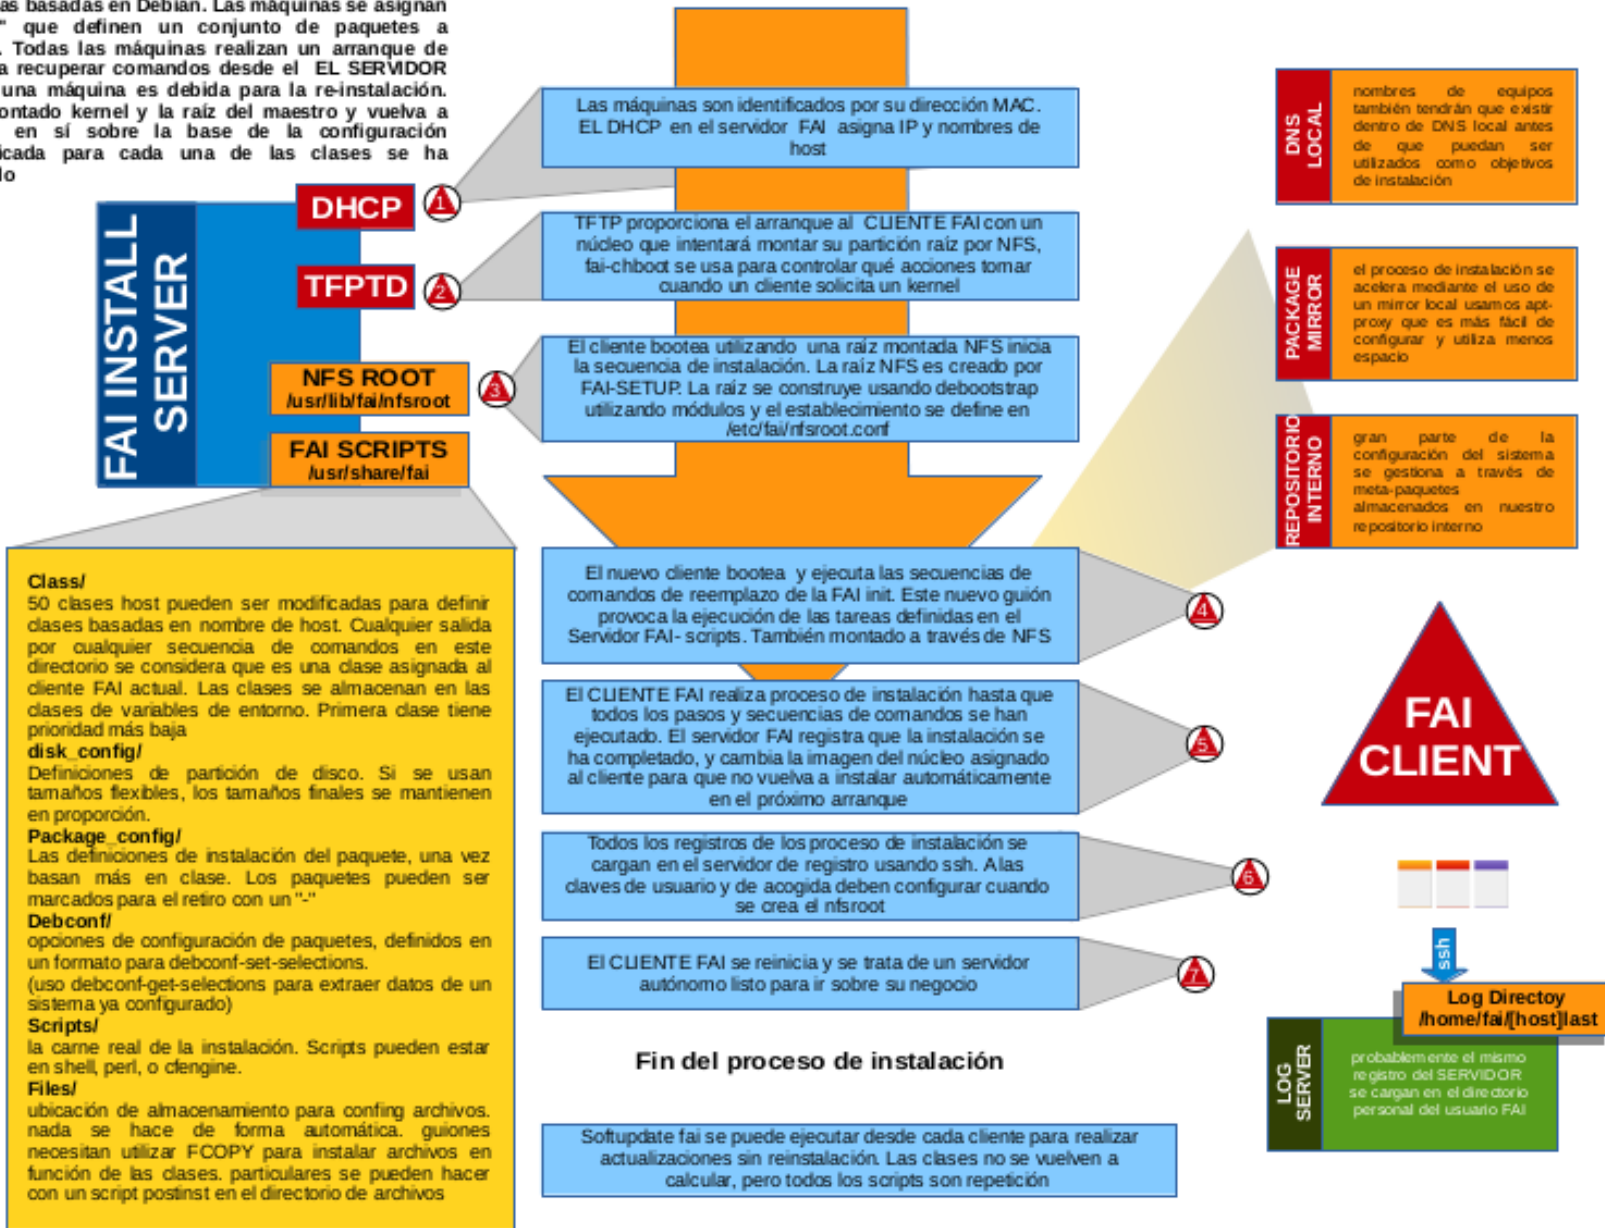 as basadas en Debian. Las máquinas se asignan
" que definen un conjunto de paquetes a
. Todas las máquinas realizan un arranque de
a recuperar comandos desde el EL SERVIDOR
una máquina es debida para la re-instalación.
ontado kernel y la raíz del maestro y vuelva a
en sí sobre la base de la configuración
icada para cada una de las clases se ha
lo
FAI INSTALL
SERVER
DHCP
1
TFPTD
2
NFS ROOT
/usr/lib/fai/nfsroot
3
FAI SCRIPTS
/usr/share/fai
Class/
50 clases host pueden ser modificadas para definir
clases basadas en nombre de host. Cualquier salida
por cualquier secuencia de comandos en este
directorio se considera que es una clase asignada al
cliente FAI actual. Las clases se almacenan en las
clases de variables de entorno. Primera clase tiene
prioridad más baja
disk_config/
Definiciones de partición de disco. Si se usan
tamaños flexibles, los tamaños finales se mantienen
en proporción.
Package_config/
Las definiciones de instalación del paquete, una vez
basan más en clase. Los paquetes pueden ser
marcados para el retiro con un "-"
Debconf/
opciones de configuración de paquetes, definidos en
un formato para debconf-set-selections.
(uso debconf-get-selections para extraer datos de un
sistema ya configurado)
Scripts/
la carne real de la instalación. Scripts pueden estar
en shell, perl, o cfengine.
Files/
ubicación de almacenamiento para confing archivos.
nada se hace de forma automática. guiones
necesitan utilizar FCOPY para instalar archivos en
función de las clases. particulares se pueden hacer
con un script postinst en el directorio de archivos
Las máquinas son identificados por su dirección MAC.
EL DHCP en el servidor FAI asigna IP y nombres de
host
TFTP proporciona el arranque al CLIENTE FAI con un
núcleo que intentará montar su partición raíz por NFS,
fai-chboot se usa para controlar qué acciones tomar
cuando un cliente solicita un kernel
El cliente bootea utilizando una raíz montada NFS inicia
la secuencia de instalación. La raíz NFS es creado por
FAI-SETUP. La raíz se construye usando debootstrap
utilizando módulos y el establecimiento se define en
/etc/fai/nfsroot.conf
El nuevo cliente bootea y ejecuta las secuencias de
comandos de reemplazo de la FAI init. Este nuevo guión
provoca la ejecución de las tareas definidas en el
Servidor FAI- scripts. También montado a través de NFS
4
El CLIENTE FAI realiza proceso de instalación hasta que
todos los pasos y secuencias de comandos se han
ejecutado. El servidor FAI registra que la instalación se
ha completado, y cambia la imagen del núcleo asignado
al cliente para que no vuelva a instalar automáticamente
en el próximo arranque
5
Todos los registros de los proceso de instalación se
cargan en el servidor de registro usando ssh. A las
claves de usuario y de acogida deben configurar cuando
se crea el nfsroot
6
El CLIENTE FAI se reinicia y se trata de un servidor
autónomo listo para ir sobre su negocio
7
Fin del proceso de instalación
Softupdate fai se puede ejecutar desde cada cliente para realizar
actualizaciones sin reinstalación. Las clases no se vuelven a
calcular, pero todos los scripts son repetición
DNS
LOCAL
nombres de equipos
también tendrán que existir
dentro de DNS local antes
de que puedan ser
utilizados como objetivos
de instalación
PACKAGE
MIRROR
el proceso de instalación se
acelera mediante el uso de
un mirror local usamos apt-
proxy que es más fácil de
configurar y utiliza menos
espacio
REPOSITORIO
INTERNO
gran parte de la
configuración del sistema
se gestiona a través de
meta-paquetes
almacenados en nuestro
repositorio interno
FAI
CLIENT
ssh
Log Directoy
/home/fai/[host]last
LOG
SERVER
probablemente el mismo
registro del SERVIDOR
se cargan en el directorio
personal del usuario FAI